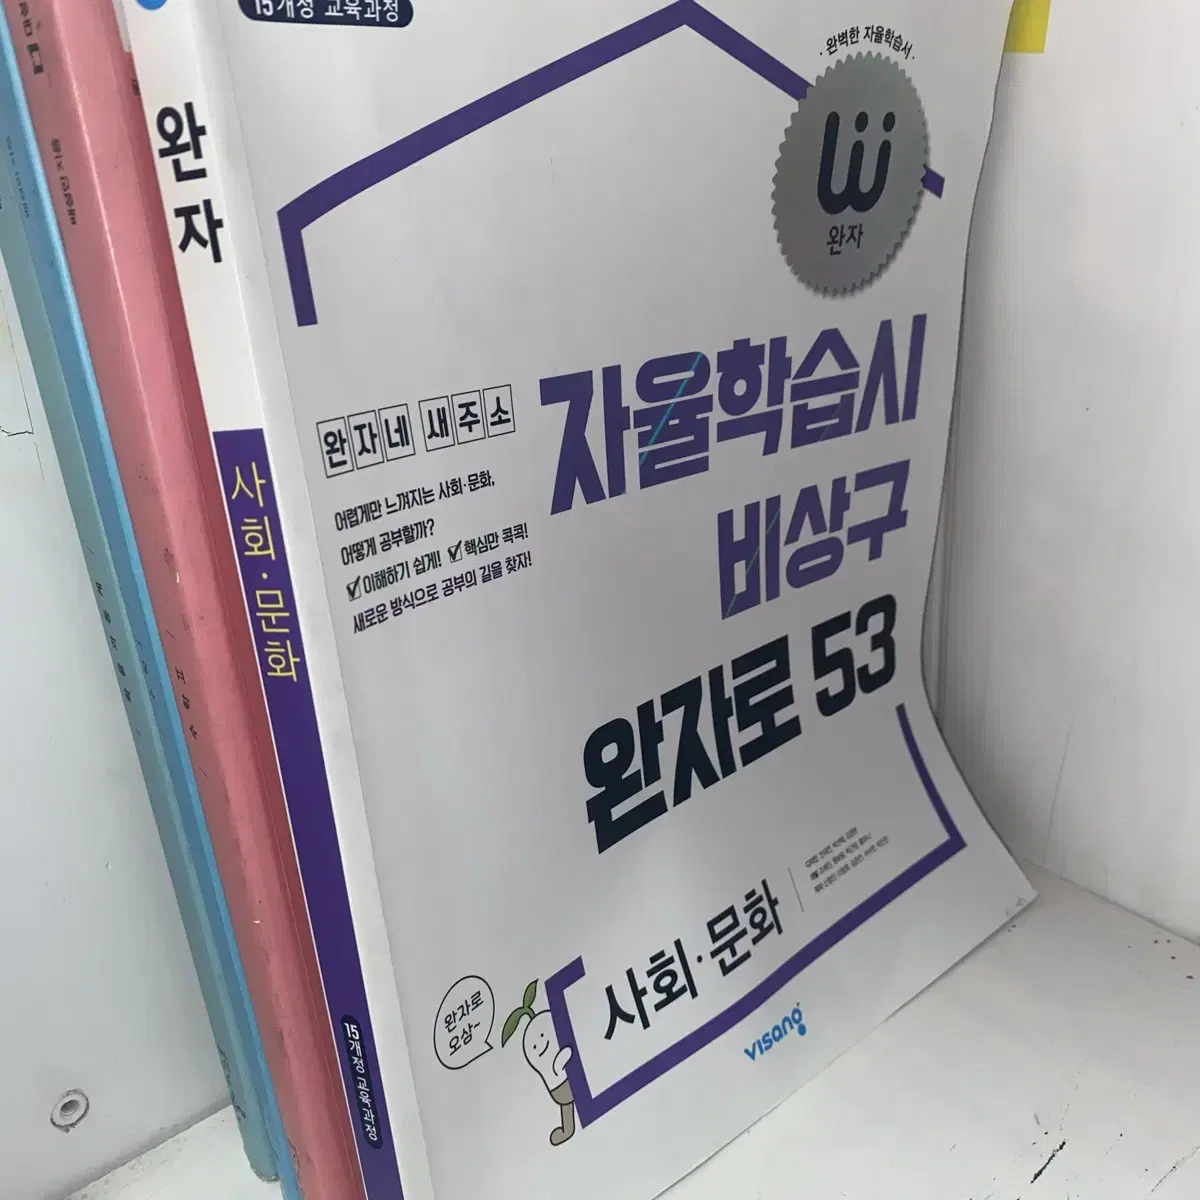 15개정 교육과정
· 완벽한 자율학습서 ·
완자
완자네 새주소
어렵게만 느껴지는 사회·문화,
어떻게 공부할까?
이해하기 쉽게! 핵심만 콕콕!
새로운 방식으로 공부의 길을 찾자!
자율학습시
비상구
완자로 53
사회·문화
완자로
오삼~
visang
완자
사회·문화
15개정 교육과정